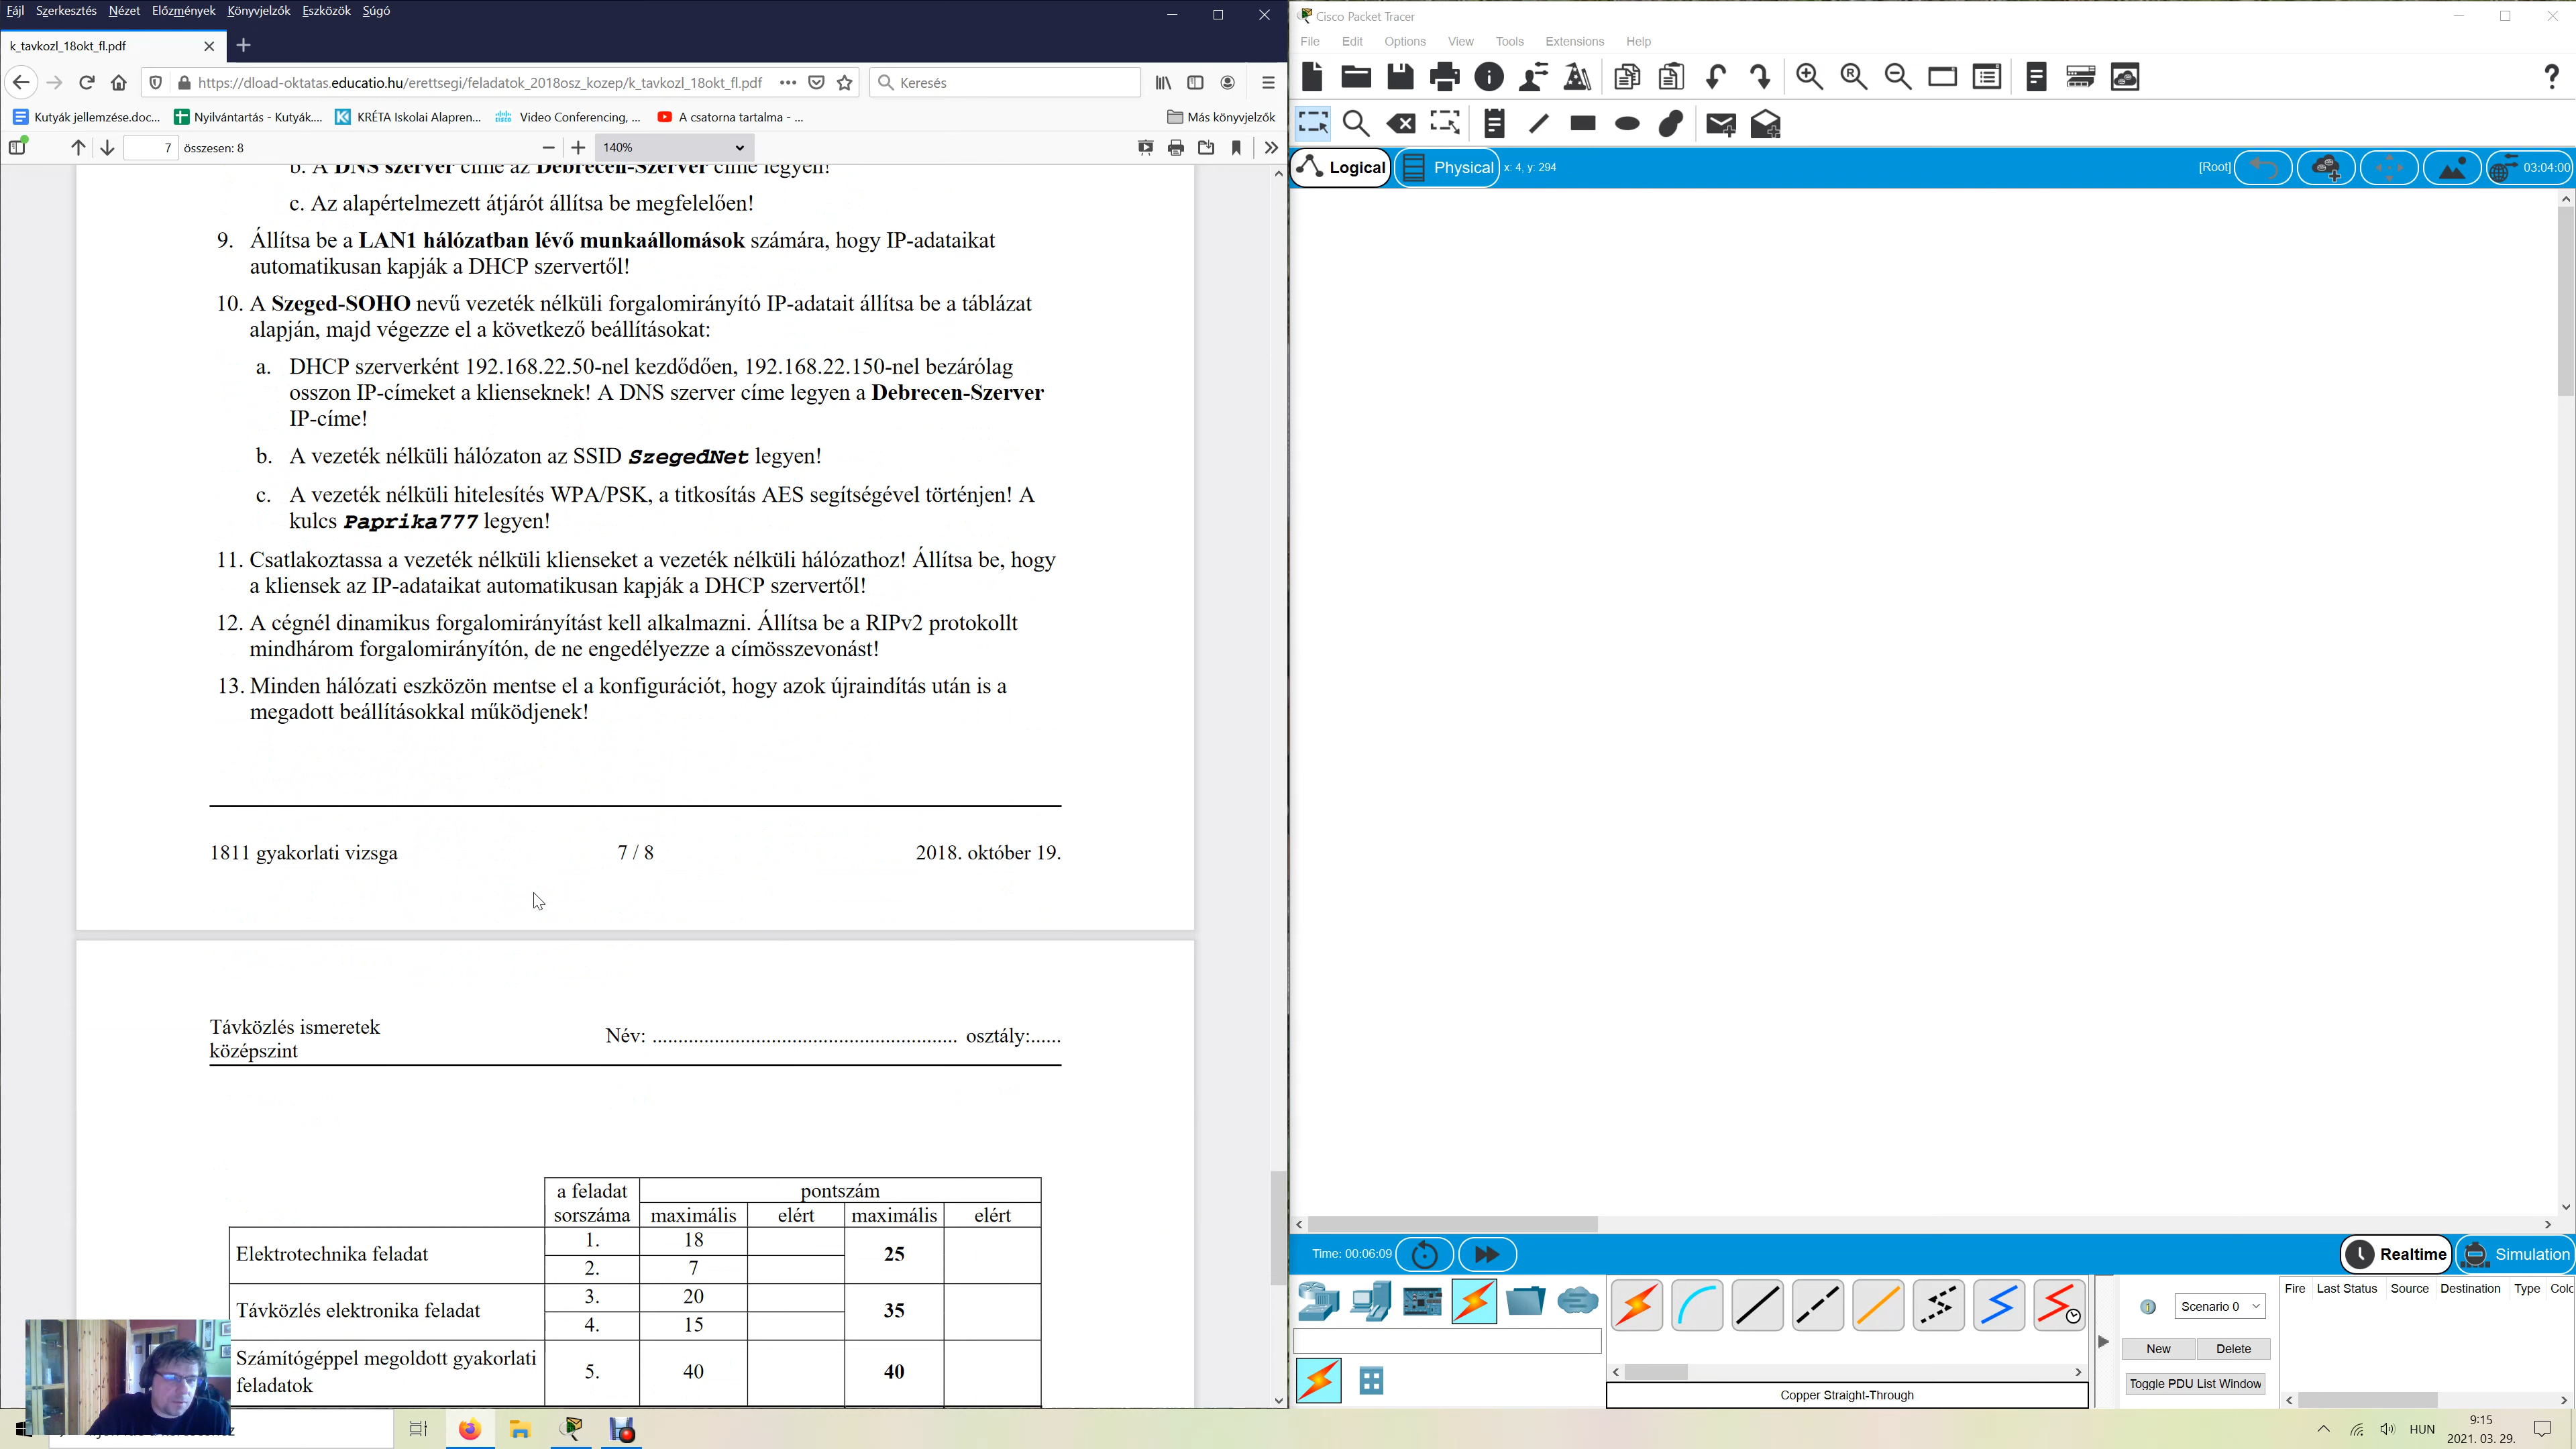 Fájl Szerkesztés Nézet Előzmények Könyvjelzők Eszközök Súgó
k_tavkozl_18okt_fl.pdf
https://dload-oktatas.educatio.hu/erettsegi/feladatok_2018osz_kozep/k_tavkozl_18okt_fl.pdf
Keresés
Kutyák jellemzése.doc...
Nyilvántartás - Kutyák....
KRÉTA Iskolai Alapren...
Video Conferencing, ...
A csatorna tartalma - ...
Más könyvjelzők
7 összesen: 8
140%
b. A DNS szerver címe az Debrecen-Szerver címe legyen!
c. Az alapértelmezett átjárót állítsa be megfelelően!
9. Állítsa be a LAN1 hálózatban lévő munkaállomások számára, hogy IP-adataikat
automatikusan kapják a DHCP szervertől!
10. A Szeged-SOHO nevű vezeték nélküli forgalomirányító IP-adatait állítsa be a táblázat
alapján, majd végezze el a következő beállításokat:
a. DHCP szerverként 192.168.22.50-nel kezdődően, 192.168.22.150-nel bezárólag
osszon IP-címeket a klienseknek! A DNS szerver címe legyen a Debrecen-Szerver
IP-címe!
b. A vezeték nélküli hálózaton az SSID SzegedNet legyen!
c. A vezeték nélküli hitelesítés WPA/PSK, a titkosítás AES segítségével történjen! A
kulcs Paprika777 legyen!
11. Csatlakoztassa a vezeték nélküli klienseket a vezeték nélküli hálózathoz! Állítsa be, hogy
a kliensek az IP-adataikat automatikusan kapják a DHCP szervertől!
12. A cégnél dinamikus forgalomirányítást kell alkalmazni. Állítsa be a RIPv2 protokollt
mindhárom forgalomirányítón, de ne engedélyezze a címösszevonást!
13. Minden hálózati eszközön mentse el a konfigurációt, hogy azok újraindítás után is a
megadott beállításokkal működjenek!
1811 gyakorlati vizsga 7 / 8 2018. október 19.
Távközlés ismeretek
középszint
Név: .......................................................... osztály:......
a feladat
sorszáma
pontszám
maximális elért maximális elért
Elektrotechnika feladat
1. 18
2. 7
25
Távközlés elektronika feladat
3. 20
4. 15
35
Számítógéppel megoldott gyakorlati
feladatok
5. 40 40
Cisco Packet Tracer
File Edit Options View Tools Extensions Help
Logical Physical x: 4, y: 294
[Root] 03:04:00
Time: 00:06:09
Realtime Simulation
Scenario 0
New Delete
Toggle PDU List Window
Fire Last Status Source Destination Type
Copper Straight-Through
HUN
9:15
2021. 03. 29.